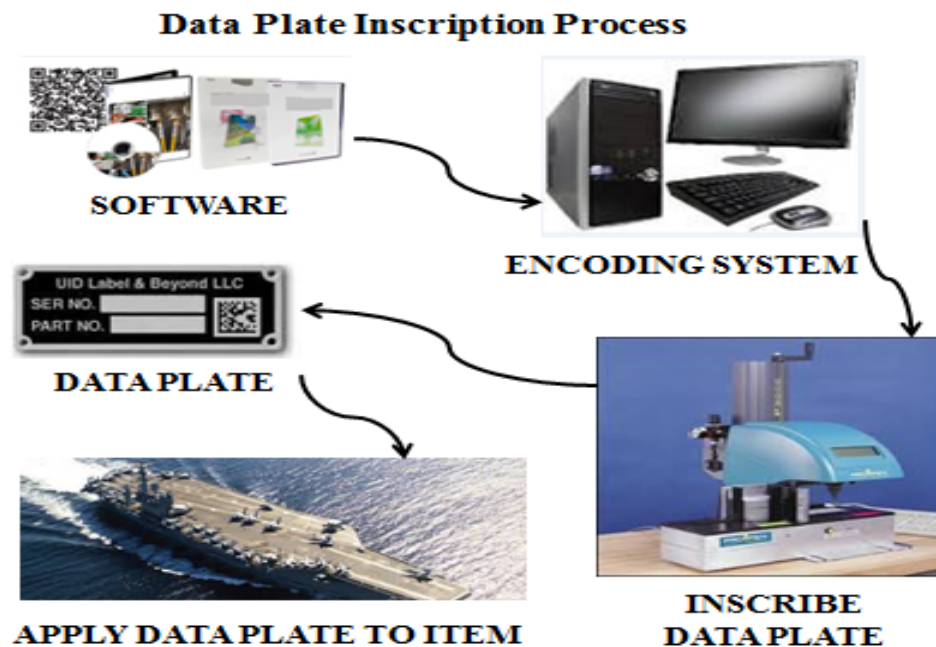 Data Plate Inscription Process
SOFTWARE
ENCODING SYSTEM
UID Label & Beyond LLC
SER NO.
PART NO.
DATA PLATE
INSCRIBE
DATA PLATE
APPLY DATA PLATE TO ITEM